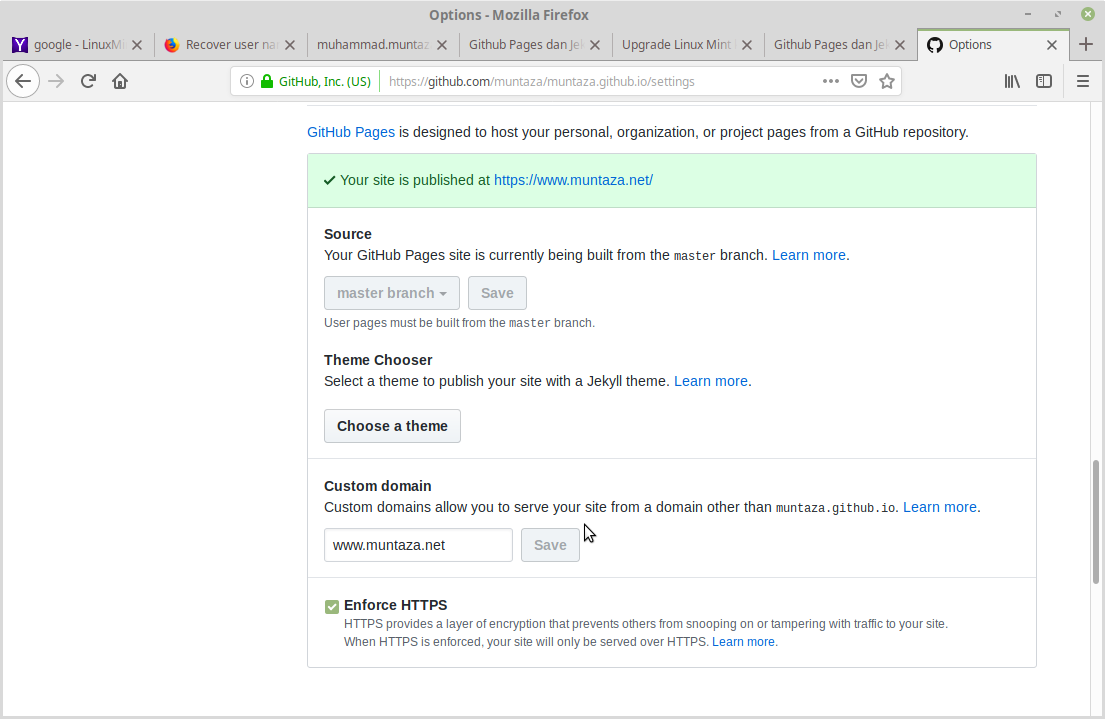 Options - Mozilla Firefox
google - LinuxMi
Recover user na
muhammad.muntaza
Github Pages dan Jek
Upgrade Linux Mint
Github Pages dan Jek
Options
GitHub, Inc. (US)
https://github.com/muntaza/muntaza.github.io/settings
GitHub Pages is designed to host your personal, organization, or project pages from a GitHub repository.
Your site is published at https://www.muntaza.net/
Source
Your GitHub Pages site is currently being built from the master branch. Learn more.
master branch
Save
User pages must be built from the master branch.
Theme Chooser
Select a theme to publish your site with a Jekyll theme. Learn more.
Choose a theme
Custom domain
Custom domains allow you to serve your site from a domain other than muntaza.github.io. Learn more.
www.muntaza.net
Save
Enforce HTTPS
HTTPS provides a layer of encryption that prevents others from snooping on or tampering with traffic to your site.
When HTTPS is enforced, your site will only be served over HTTPS. Learn more.